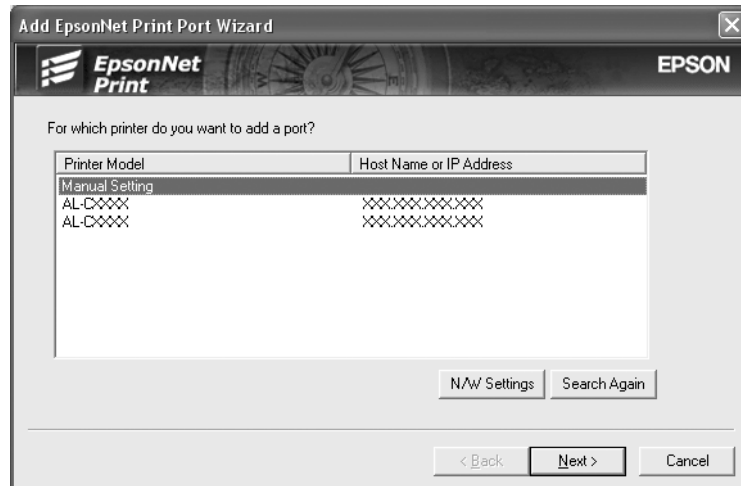 Add EpsonNet Print Port Wizard
EpsonNet
Print
EPSON
For which printer do you want to add a port?
Printer Model Host Name or IP Address
Manual Setting
AL-CXXXX XXX.XXX.XXX.XXX
AL-CXXXX XXX.XXX.XXX.XXX
N/W Settings Search Again
< Back Next > Cancel